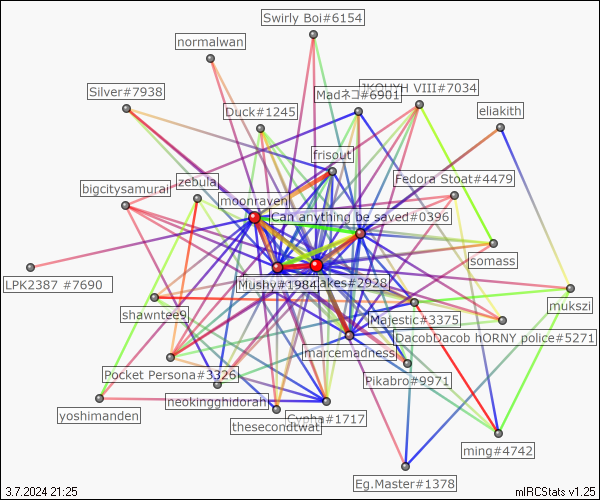 Swirly Boi#6154
normalwan
Silver#7938
Madネコ#6901
VIII#7034
Duck#1245
eliakith
frisout
Fedora Stoat#4479
zebula
bigcitysamurai
moonraven
Can anything be saved#0396
somass
LPK2387 #7690
Mushy#1984
akes#2928
mukszi
shawntee9
Majestic#3375
DacobDacob hORNY police#5271
marcemadness
Pocket Persona#3326
Pikabro#9971
neokingghidorah
yoshimanden
thesecondtwat
Cypha#1717
ming#4742
Eg.Master#1378
3.7.2024 21:25
mIRCStats v1.25